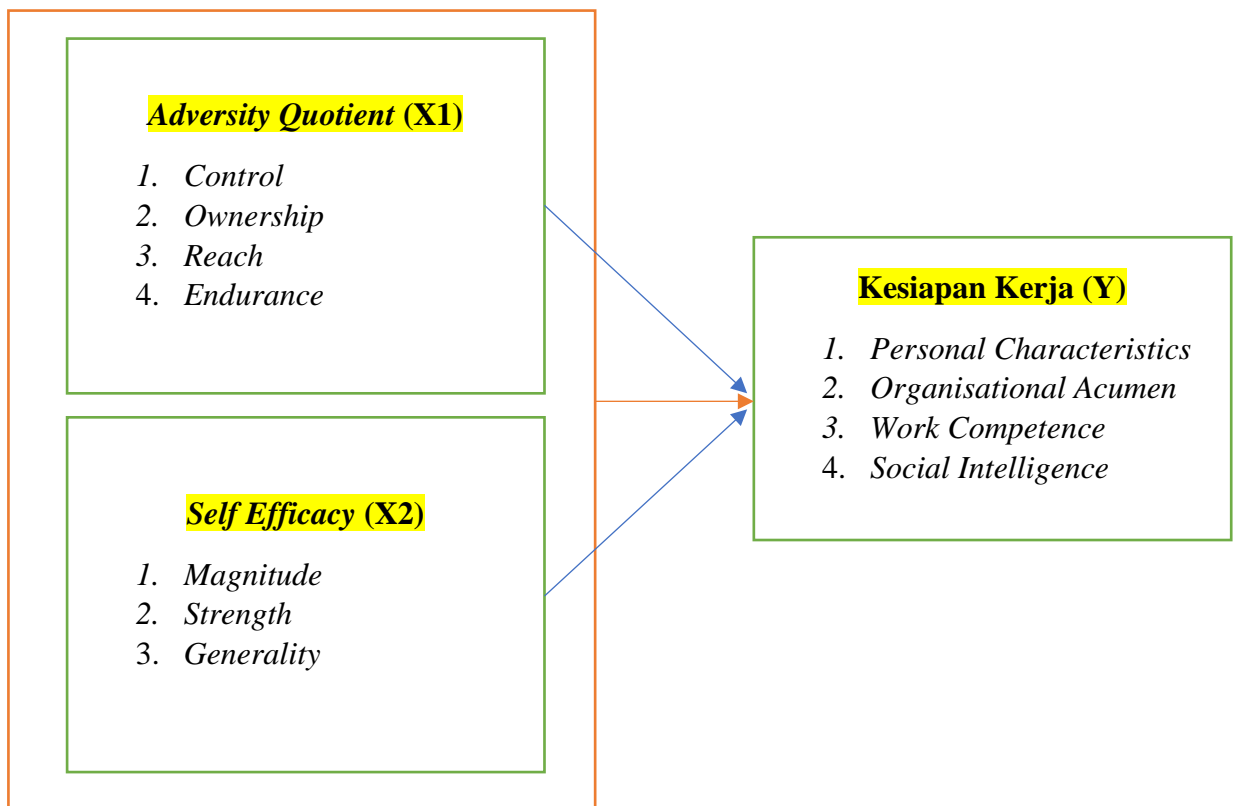 Adversity Quotient (X1)
1. Control
2. Ownership
3. Reach
4. Endurance
Self Efficacy (X2)
1. Magnitude
2. Strength
3. Generality
Kesiapan Kerja (Y)
1. Personal Characteristics
2. Organisational Acumen
3. Work Competence
4. Social Intelligence